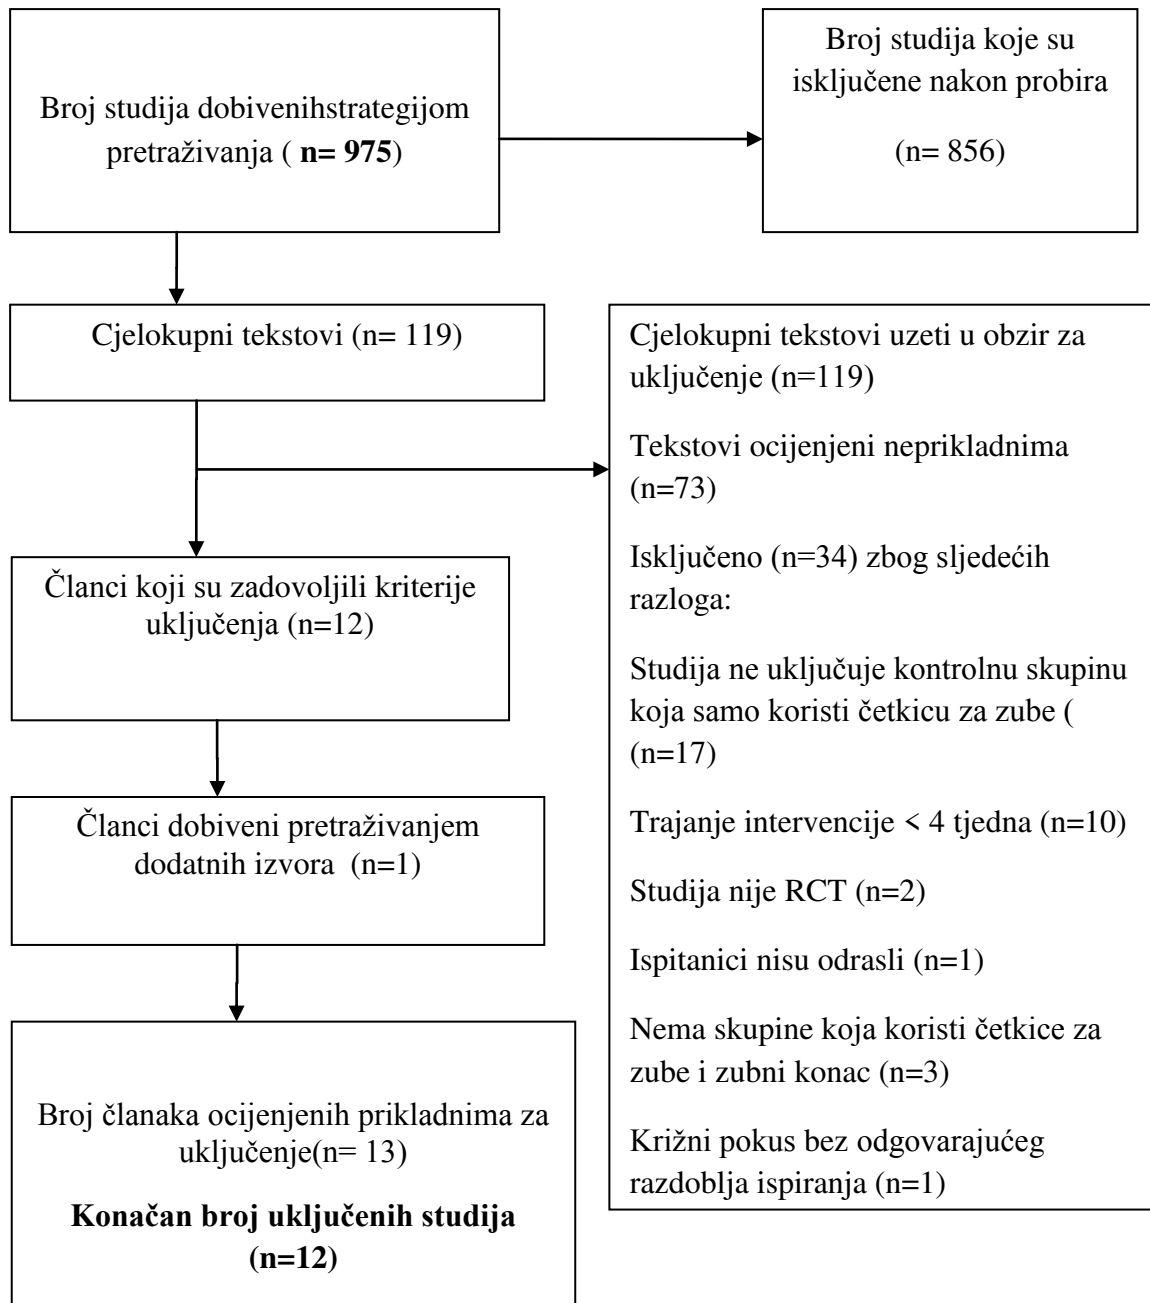 Broj studija dobivenihstrategijom
pretraživanja ( n= 975)
Broj studija koje su
isključene nakon probira
(n= 856)
Cjelokupni tekstovi (n= 119)
Cjelokupni tekstovi uzeti u obzir za
uključenje (n=119)
Tekstovi ocijenjeni neprikladnima
(n=73)
Isključeno (n=34) zbog sljedećih
razloga:
Studija ne uključuje kontrolnu skupinu
koja samo koristi četkicu za zube (
(n=17)
Trajanje intervencije < 4 tjedna (n=10)
Studija nije RCT (n=2)
Ispitanici nisu odrasli (n=1)
Nema skupine koja koristi četkice za
zube i zubni konac (n=3)
Križni pokus bez odgovarajućeg
razdoblja ispiranja (n=1)
Članci koji su zadovoljili kriterije
uključenja (n=12)
Članci dobiveni pretraživanjem
dodatnih izvora (n=1)
Broj članaka ocijenjenih prikladnima za
uključenje(n= 13)
Konačan broj uključenih studija
(n=12)